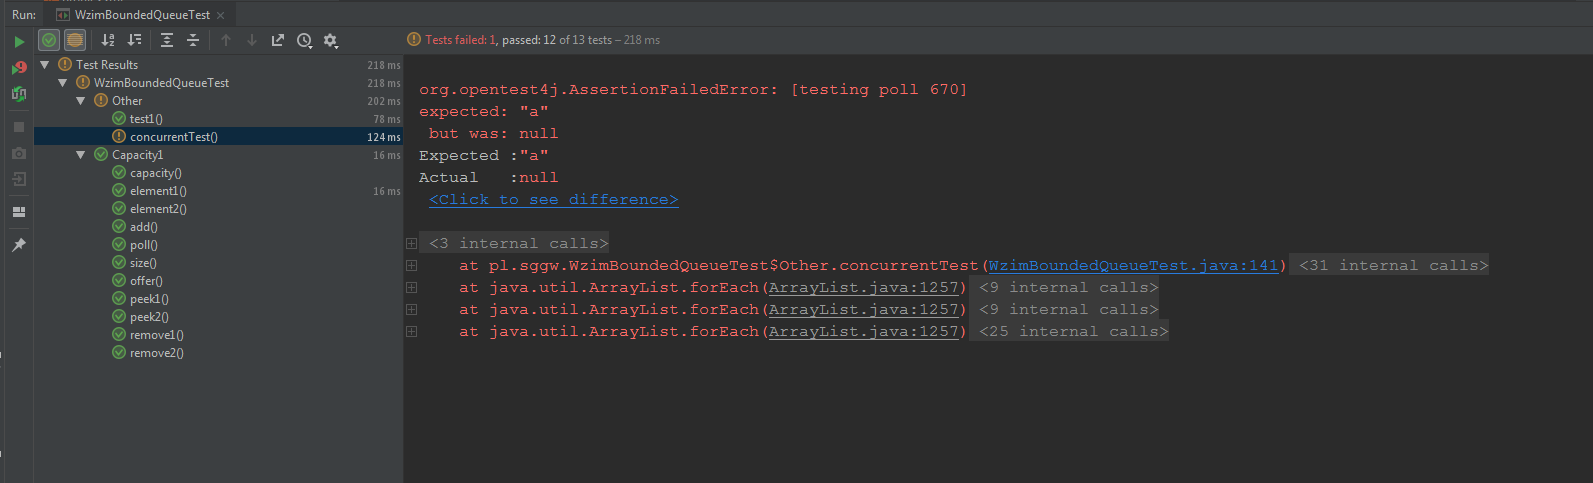 Run: WzimBoundedQueueTest ×
Tests failed: 1, passed: 12 of 13 tests – 218 ms
Test Results 218 ms
WzimBoundedQueueTest 218 ms
Other 202 ms
test1() 78 ms
concurrentTest() 124 ms
Capacity1 16 ms
capacity()
element1() 16 ms
element2()
add()
poll()
size()
offer()
peek1()
peek2()
remove1()
remove2()
org.opentest4j.AssertionFailedError: [testing poll 670]
expected: "a"
but was: null
Expected :"a"
Actual   :null
<Click to see difference>
<3 internal calls>
at pl.sggw.WzimBoundedQueueTest$Other.concurrentTest(WzimBoundedQueueTest.java:141) <31 internal calls>
at java.util.ArrayList.forEach(ArrayList.java:1257) <9 internal calls>
at java.util.ArrayList.forEach(ArrayList.java:1257) <9 internal calls>
at java.util.ArrayList.forEach(ArrayList.java:1257) <25 internal calls>